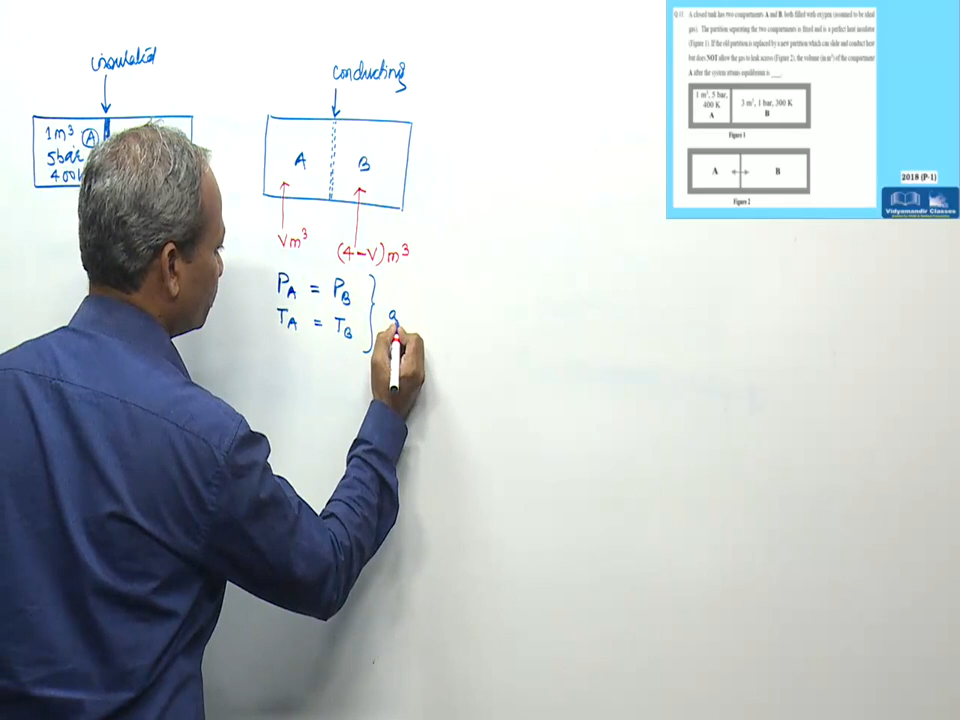 insulated
1m³ A
5bar
400k
conducting
A B
Vm³
(4-V)m³
P_A = P_B
T_A = T_B
Q.11 A closed tank has two compartments A and B, both filled with oxygen (assumed to be ideal
gas). The partition separating the two compartments is fixed and is a perfect heat insulator
(Figure 1). If the old partition is replaced by a new partition which can slide and conduct heat
but does NOT allow the gas to leak across (Figure 2), the volume (in m³) of the compartment
A after the system attains equilibrium is ____.
1 m³, 5 bar,
400 K
A
3 m³, 1 bar, 300 K
B
Figure 1
A B
Figure 2
2018 (P-1)
Vidyamandir Classes